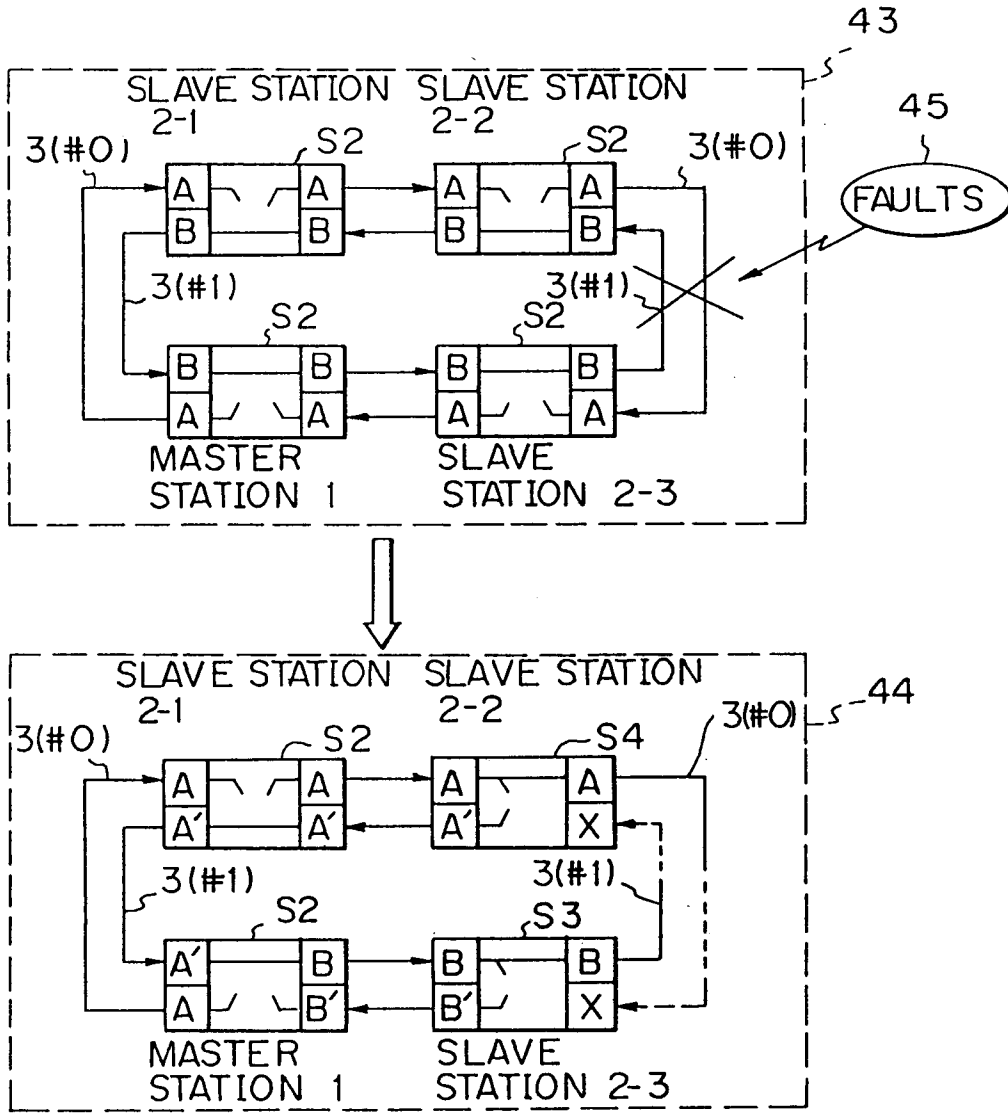 43
SLAVE STATION 2-1
SLAVE STATION 2-2
45
3(#0)
S2
S2
3(#0)
FAULTS
A A A A
B B B B
3(#1)
3(#1)
S2
S2
B B B B
A A A A
MASTER STATION 1
SLAVE STATION 2-3
SLAVE STATION 2-1
SLAVE STATION 2-2
44
3(#0)
S2
S4
3(#0)
A A A A
A′ A′ A′ X
3(#1)
3(#1)
S2
S3
A′ B B B
A B′ B′ X
MASTER STATION 1
SLAVE STATION 2-3